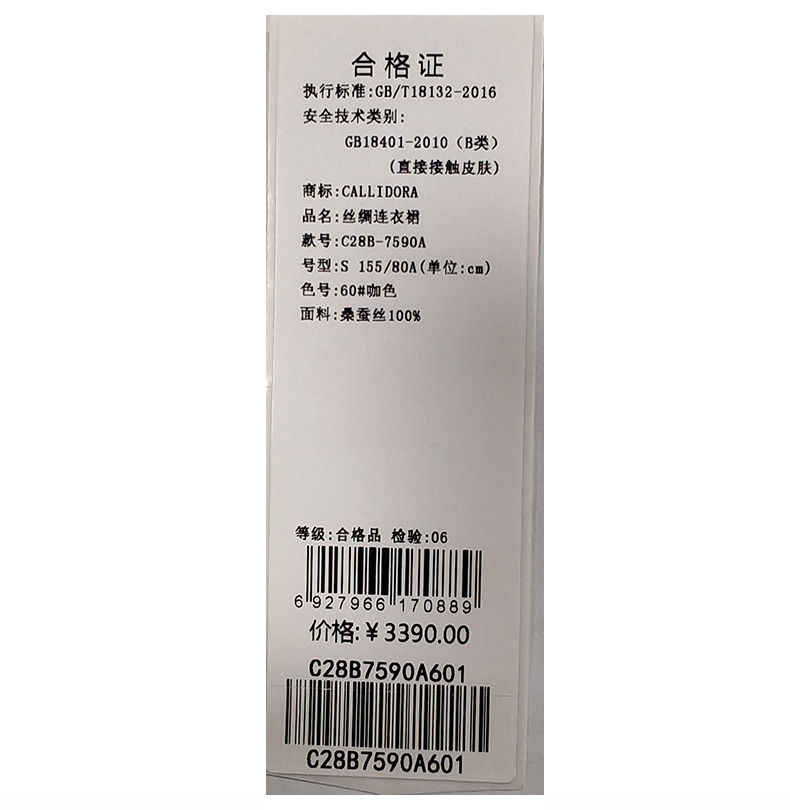 合格证
执行标准:GB/T18132-2016
安全技术类别:
GB18401-2010(B类)
(直接接触皮肤)
商标:CALLIDORA
品名:丝绸连衣裙
款号:C28B-7590A
号型:S 155/80A(单位:cm)
色号:60#咖色
面料:桑蚕丝100%
等级:合格品 检验:06
6 927966 170889
价格:¥3390.00
C28B7590A601
C28B7590A601